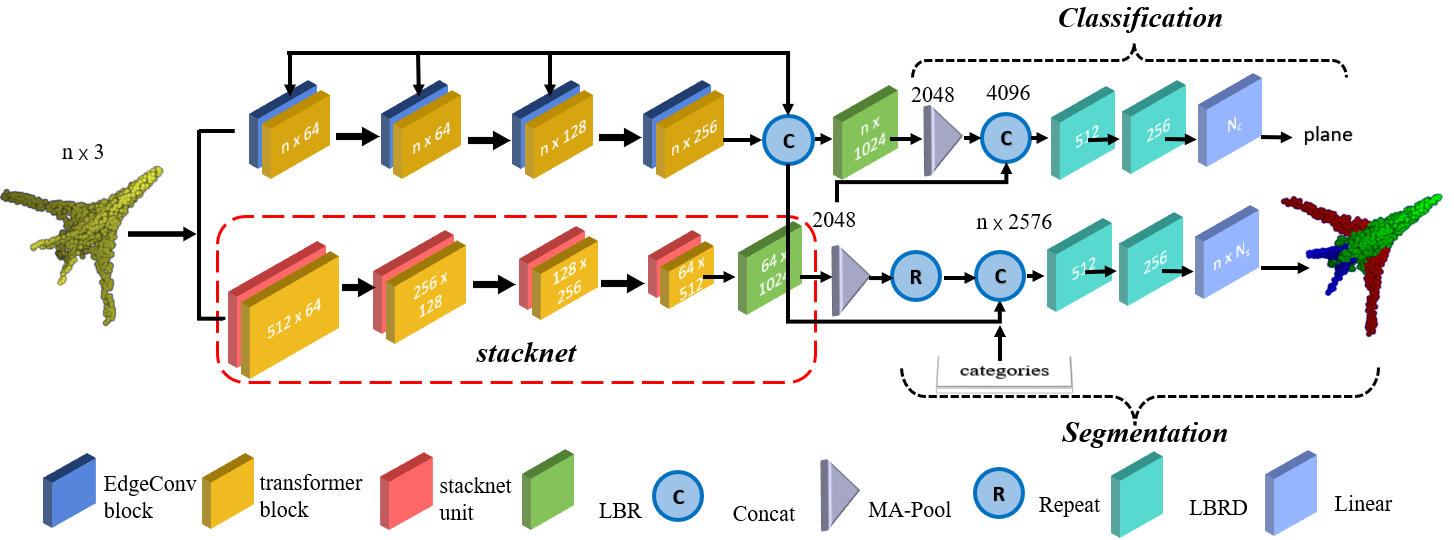 Classification
n x 3
n x 64
n x 64
n x 128
n x 256
C
n x
1024
2048
4096
C
512
256
Nc
plane
512 x 64
256 x
128
128 x
256
64 x
512
64 x
1024
stacknet
2048
R
n x 2576
C
512
256
n x Ns
categories
Segmentation
EdgeConv
block
transformer
block
stacknet
unit
LBR
C
Concat
MA-Pool
R
Repeat
LBRD
Linear